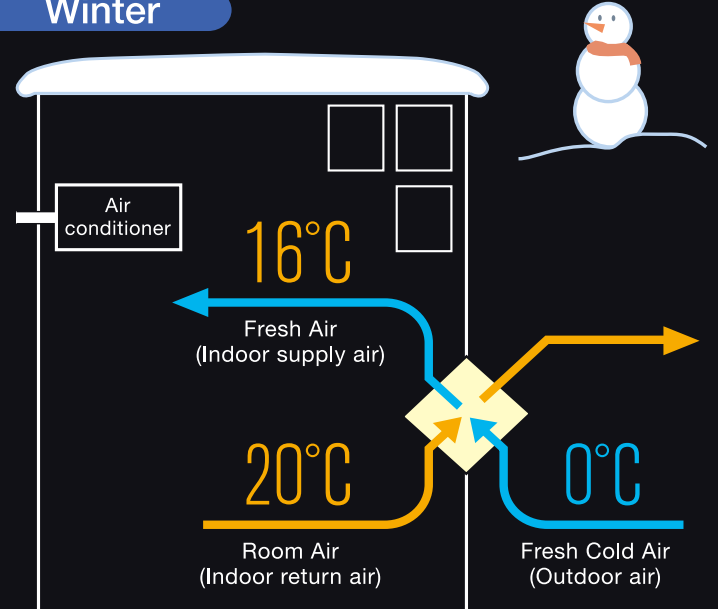 Winter
Air
conditioner
16°C
Fresh Air
(Indoor supply air)
20°C
Room Air
(Indoor return air)
0°C
Fresh Cold Air
(Outdoor air)